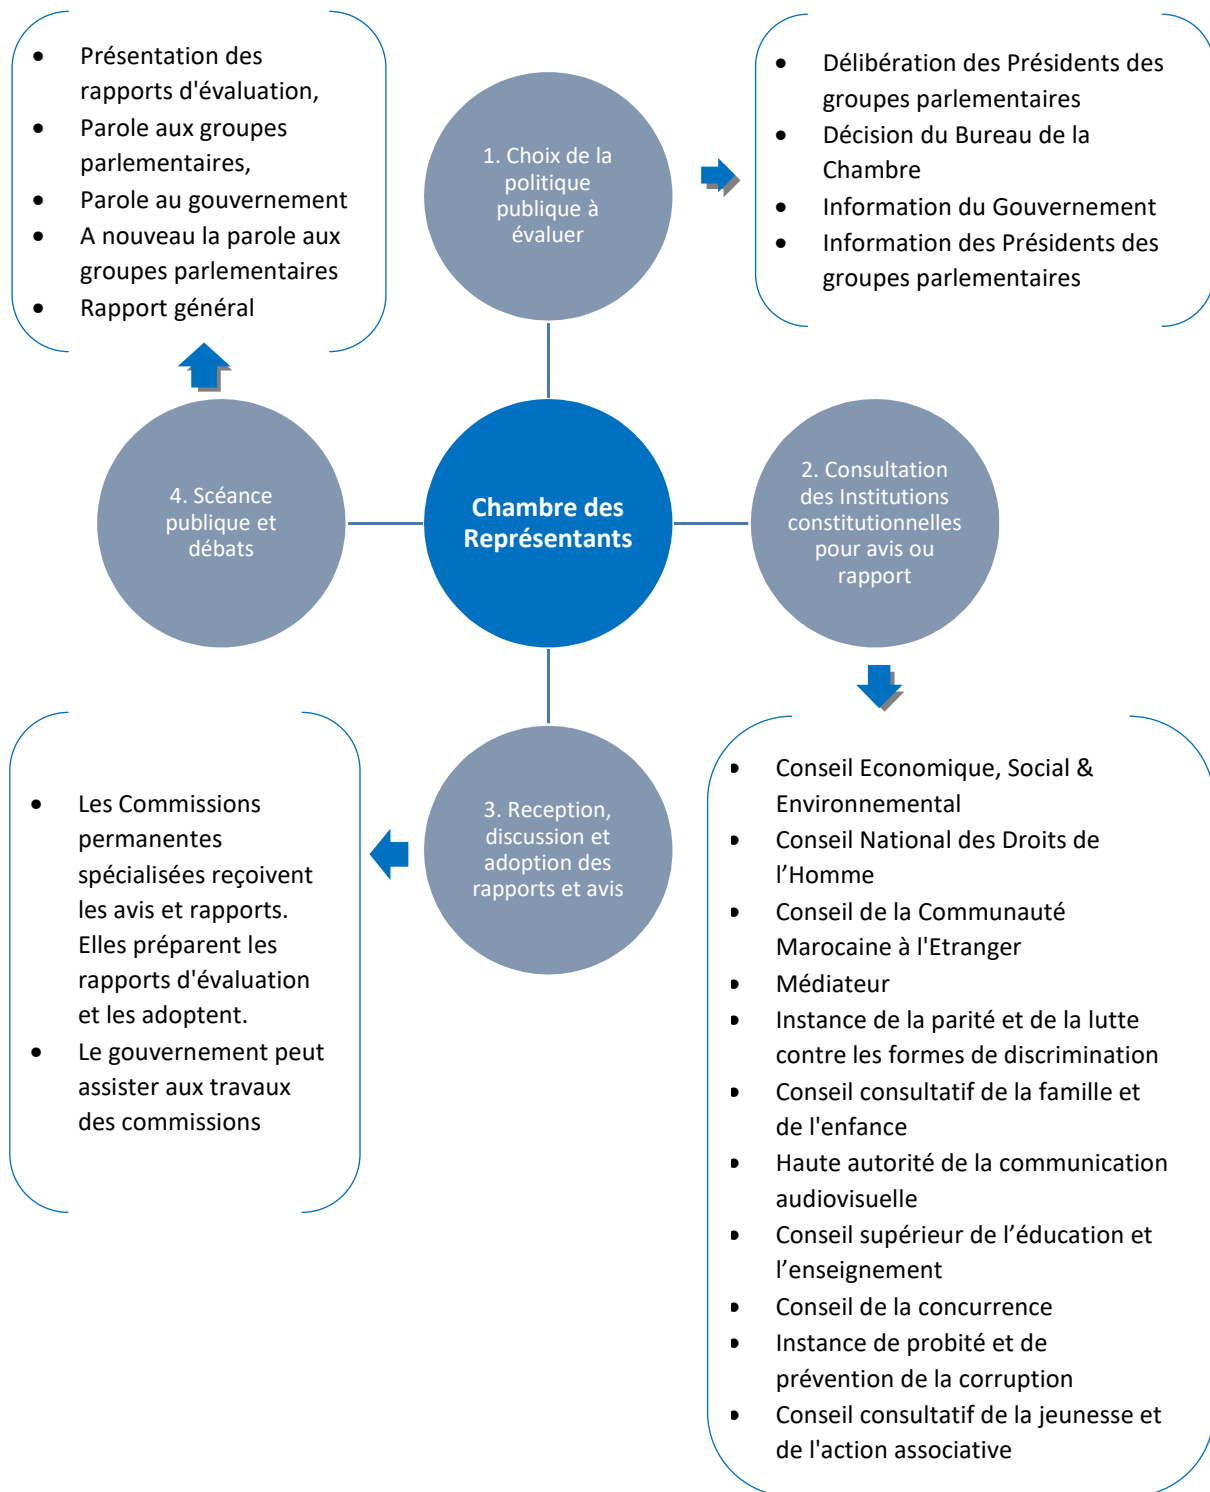 • Présentation des
rapports d'évaluation,
• Parole aux groupes
parlementaires,
• Parole au gouvernement
• A nouveau la parole aux
groupes parlementaires
• Rapport général
1. Choix de la
politique
publique à
évaluer
• Délibération des Présidents des
groupes parlementaires
• Décision du Bureau de la
Chambre
• Information du Gouvernement
• Information des Présidents des
groupes parlementaires
4. Scéance
publique et
débats
Chambre des
Représentants
2. Consultation
des Institutions
constitutionnelles
pour avis ou
rapport
• Les Commissions
permanentes
spécialisées reçoivent
les avis et rapports.
Elles préparent les
rapports d'évaluation
et les adoptent.
• Le gouvernement peut
assister aux travaux
des commissions
3. Reception,
discussion et
adoption des
rapports et avis
• Conseil Economique, Social &
Environnemental
• Conseil National des Droits de
l’Homme
• Conseil de la Communauté
Marocaine à l'Etranger
• Médiateur
• Instance de la parité et de la lutte
contre les formes de discrimination
• Conseil consultatif de la famille et
de l'enfance
• Haute autorité de la communication
audiovisuelle
• Conseil supérieur de l’éducation et
l’enseignement
• Conseil de la concurrence
• Instance de probité et de
prévention de la corruption
• Conseil consultatif de la jeunesse et
de l'action associative